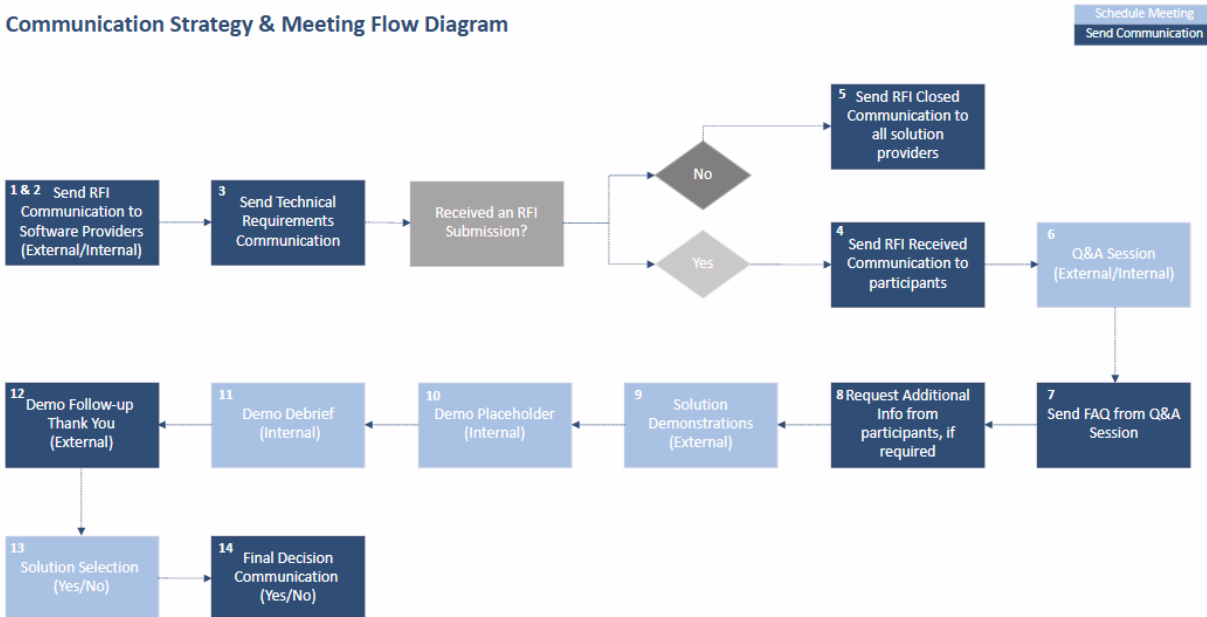 Communication Strategy & Meeting Flow Diagram
Schedule Meeting
Send Communication
5 Send RFI Closed
Communication to
all solution
providers
No
1 & 2 Send RFI
Communication to
Software Providers
(External/Internal)
3
Send Technical
Requirements
Communication
Received an RFI
Submission?
Yes
4
Send RFI Received
Communication to
participants
6
Q&A Session
(External/Internal)
12
Demo Follow-up
Thank You
(External)
11
Demo Debrief
(Internal)
10
Demo Placeholder
(Internal)
9
Solution
Demonstrations
(External)
8 Request Additional
Info from
participants, if
required
7
Send FAQ from Q&A
Session
13
Solution Selection
(Yes/No)
14
Final Decision
Communication
(Yes/No)